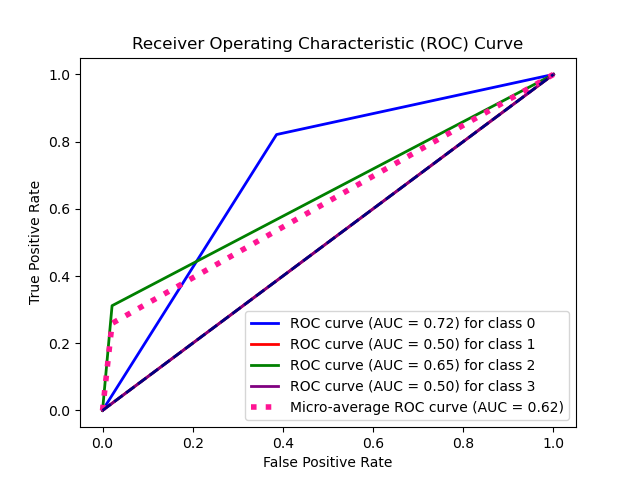 Receiver Operating Characteristic (ROC) Curve
1.0
0.8
0.6
0.4
0.2
0.0
True Positive Rate
ROC curve (AUC = 0.72) for class 0
ROC curve (AUC = 0.50) for class 1
ROC curve (AUC = 0.65) for class 2
ROC curve (AUC = 0.50) for class 3
Micro-average ROC curve (AUC = 0.62)
0.0 0.2 0.4 0.6 0.8 1.0
False Positive Rate